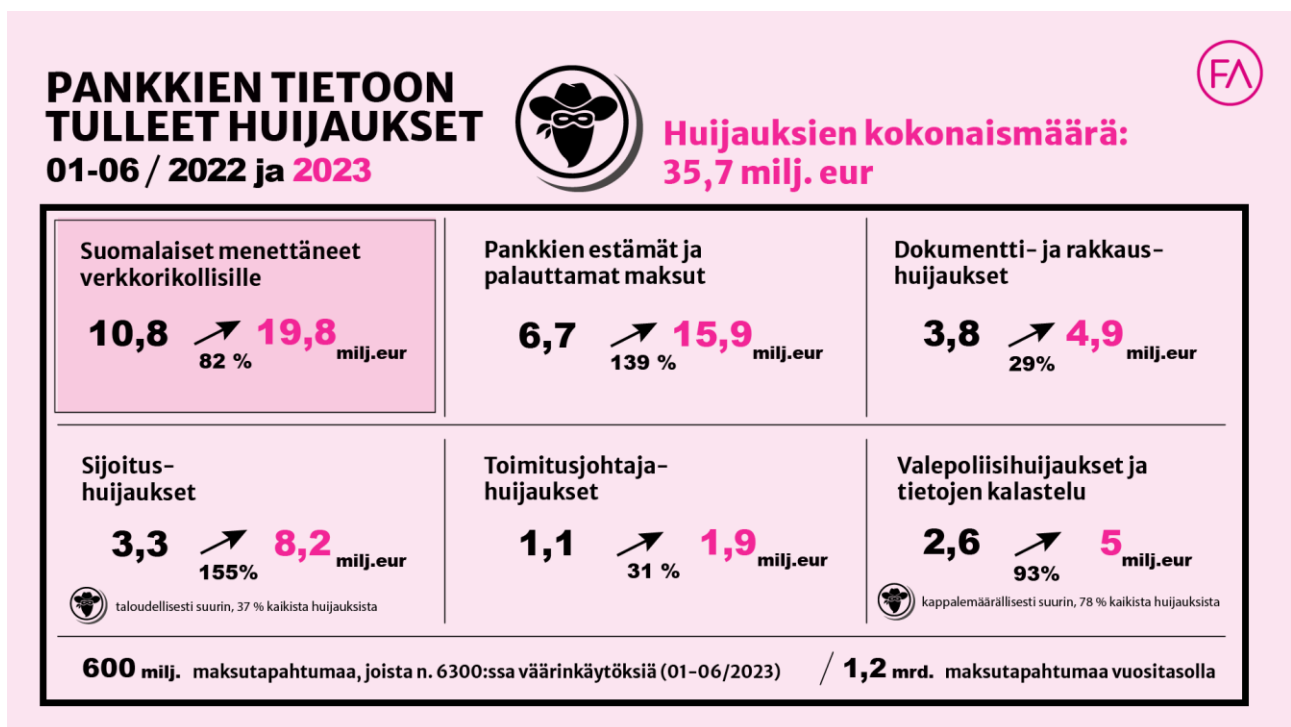 PANKKIEN TIETOON
TULLEET HUIJAUKSET
01-06 / 2022 ja 2023
Huijauksien kokonaismäärä:
35,7 milj. eur
FA
Suomalaiset menettäneet
verkkorikollisille
10,8 19,8 milj.eur
82 %
Pankkien estämät ja
palauttamat maksut
6,7 15,9 milj.eur
139 %
Dokumentti- ja rakkaus-
huijaukset
3,8 4,9 milj.eur
29%
Sijoitus-
huijaukset
3,3 8,2 milj.eur
155%
taloudellisesti suurin, 37 % kaikista huijauksista
Toimitusjohtaja-
huijaukset
1,1 1,9 milj.eur
31 %
Valepoliisihuijaukset ja
tietojen kalastelu
2,6 5 milj.eur
93%
kappalemäärällisesti suurin, 78 % kaikista huijauksista
600 milj. maksutapahtumaa, joista n. 6300:ssa väärinkäytöksiä (01-06/2023) / 1,2 mrd. maksutapahtumaa vuositasolla